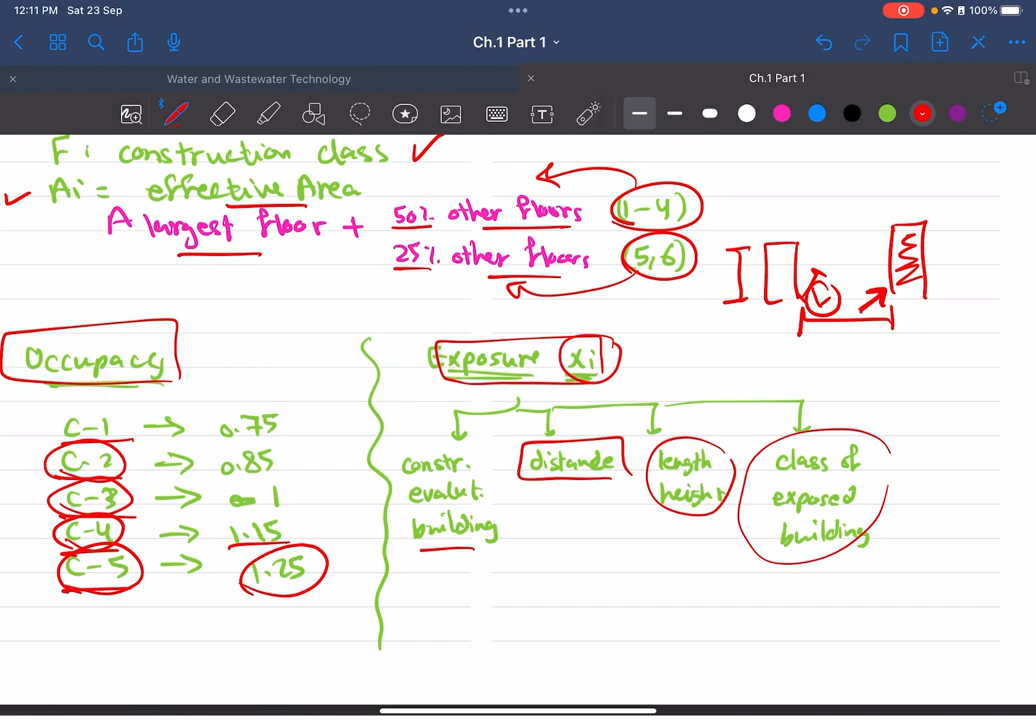 12:11 PM Sat 23 Sep
100%
Ch.1 Part 1
Water and Wastewater Technology
Ch.1 Part 1
F: construction class
Ai = effective Area
A largest floor + 50% other floors (1-4)
25% other floors (5,6)
L
Occupacy
Exposure xi
C-1 → 0.75
C-2 → 0.85
C-3 → 1
C-4 → 1.15
C-5 → 1.25
constr.
evalut.
building
distance
length
height
class of
exposed
building